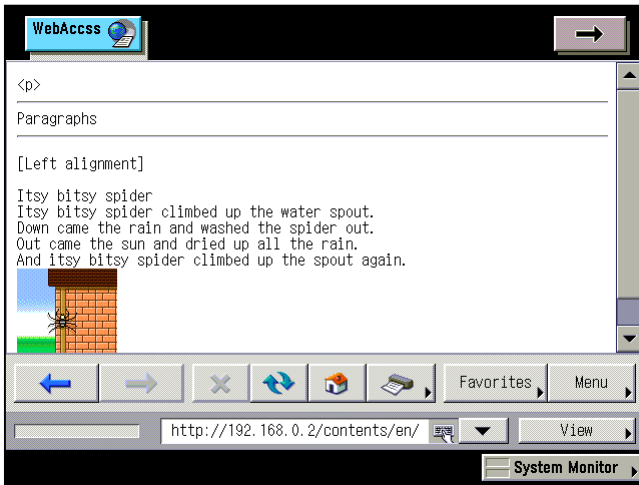 WebAccss
<p>
Paragraphs
[Left alignment]
Itsy bitsy spider
Itsy bitsy spider climbed up the water spout.
Down came the rain and washed the spider out.
Out came the sun and dried up all the rain.
And itsy bitsy spider climbed up the spout again.
Favorites
Menu
http://192.168.0.2/contents/en/
View
System Monitor